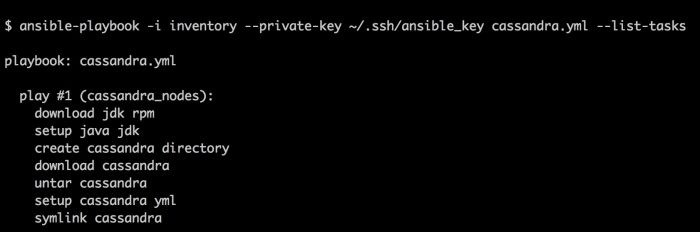 $ ansible-playbook -i inventory --private-key ~/.ssh/ansible_key cassandra.yml --list-tasks
playbook: cassandra.yml
play #1 (cassandra_nodes):
download jdk rpm
setup java jdk
create cassandra directory
download cassandra
untar cassandra
setup cassandra yml
symlink cassandra